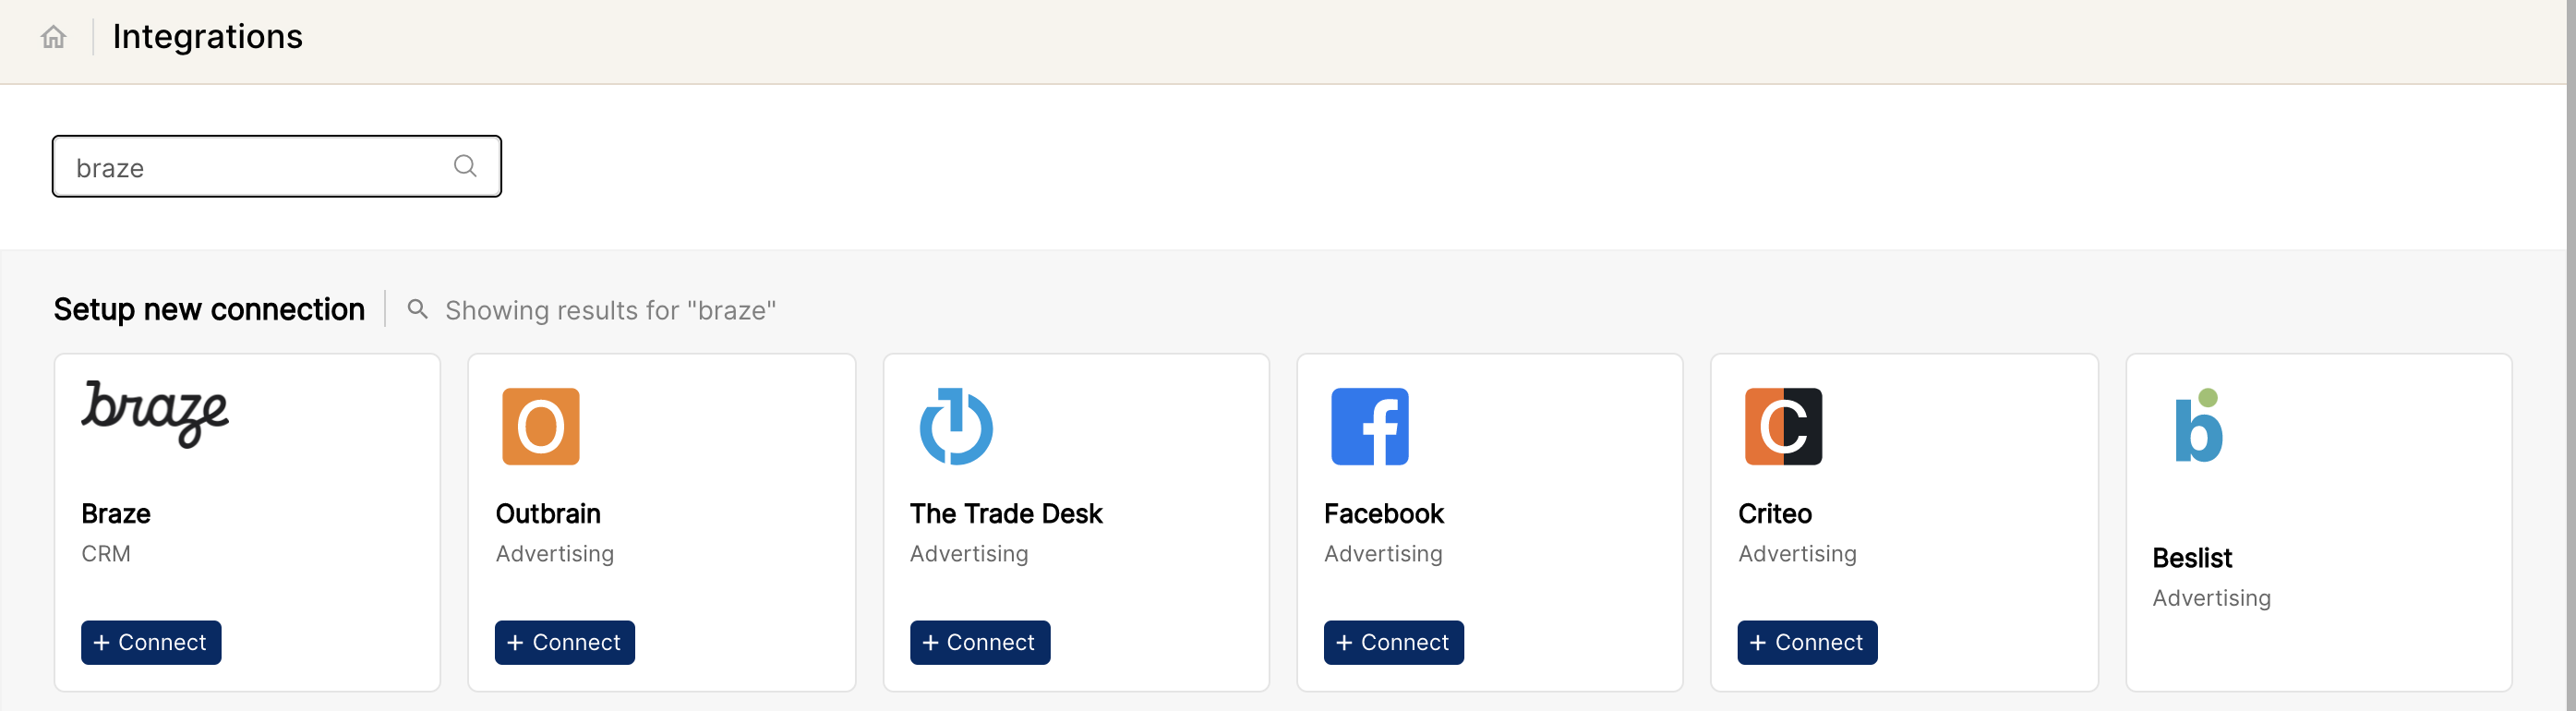 Integrations
braze
Setup new connection
Showing results for "braze"
braze
Braze
CRM
+ Connect
O
Outbrain
Advertising
+ Connect
The Trade Desk
Advertising
+ Connect
f
Facebook
Advertising
+ Connect
C
Criteo
Advertising
+ Connect
b
Beslist
Advertising